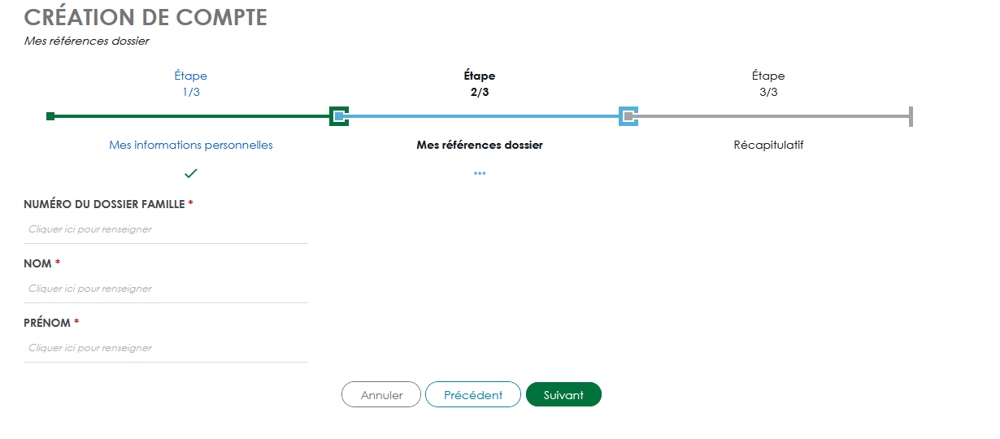 CRÉATION DE COMPTE
Mes références dossier
Étape
1/3
Étape
2/3
Étape
3/3
Mes informations personnelles
Mes références dossier
Récapitulatif
NUMÉRO DU DOSSIER FAMILLE *
Cliquer ici pour renseigner
NOM *
Cliquer ici pour renseigner
PRÉNOM *
Cliquer ici pour renseigner
Annuler
Précédent
Suivant